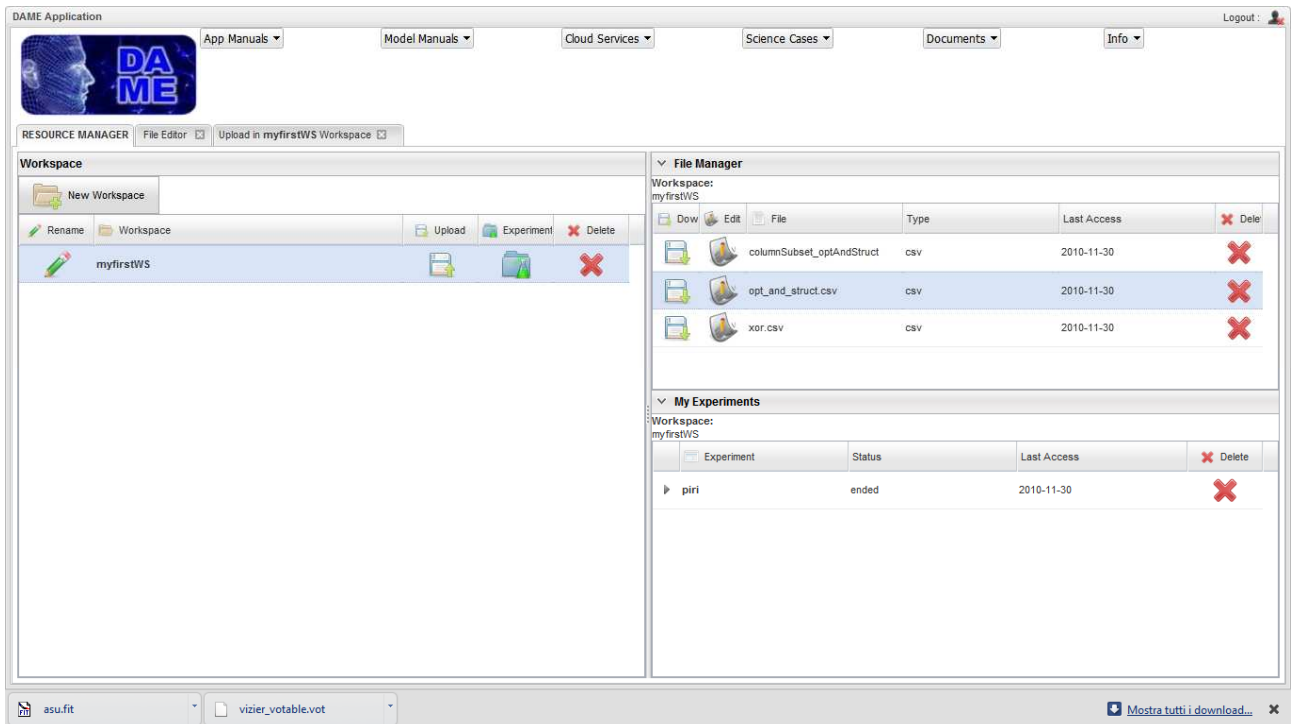 DAME Application
Logout :
App Manuals
Model Manuals
Cloud Services
Science Cases
Documents
Info
DA
ME
RESOURCE MANAGER
File Editor
Upload in myfirstWS Workspace
Workspace
New Workspace
Rename Workspace Upload Experiment Delete
myfirstWS
File Manager
Workspace:
myfirstWS
Dow Edit File Type Last Access Delet
columnSubset_optAndStruct csv 2010-11-30
opt_and_struct.csv csv 2010-11-30
xor.csv csv 2010-11-30
My Experiments
Workspace:
myfirstWS
Experiment Status Last Access Delete
piri ended 2010-11-30
FIT asu.fit
vizier_votable.vot
Mostra tutti i download...